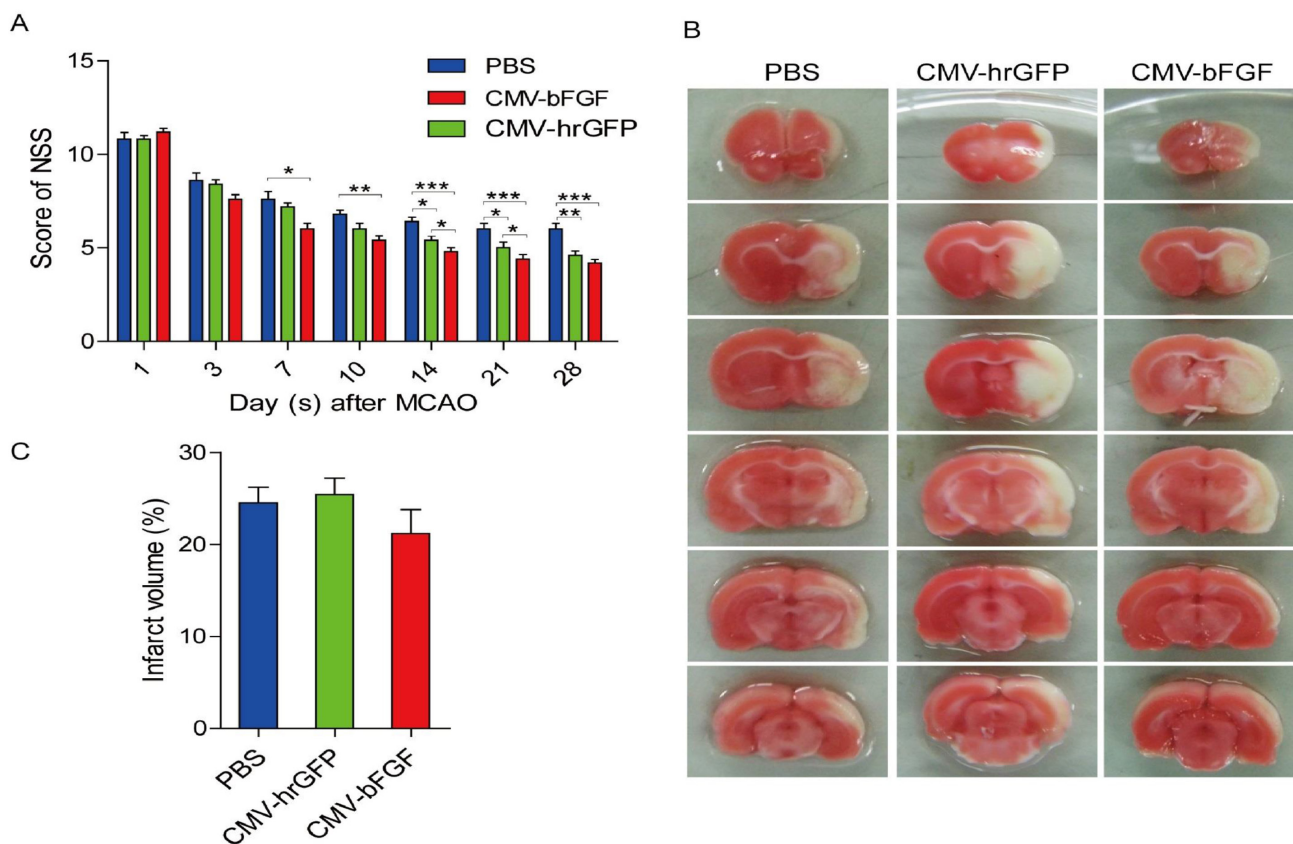 A
15
10
5
0
Score of NSS
PBS
CMV-bFGF
CMV-hrGFP
*
**
***
*
*
***
*
*
***
**
1
3
7
10
14
21
28
Day (s) after MCAO
B
PBS
CMV-hrGFP
CMV-bFGF
C
30
20
10
0
Infarct volume (%)
PBS
CMV-hrGFP
CMV-bFGF